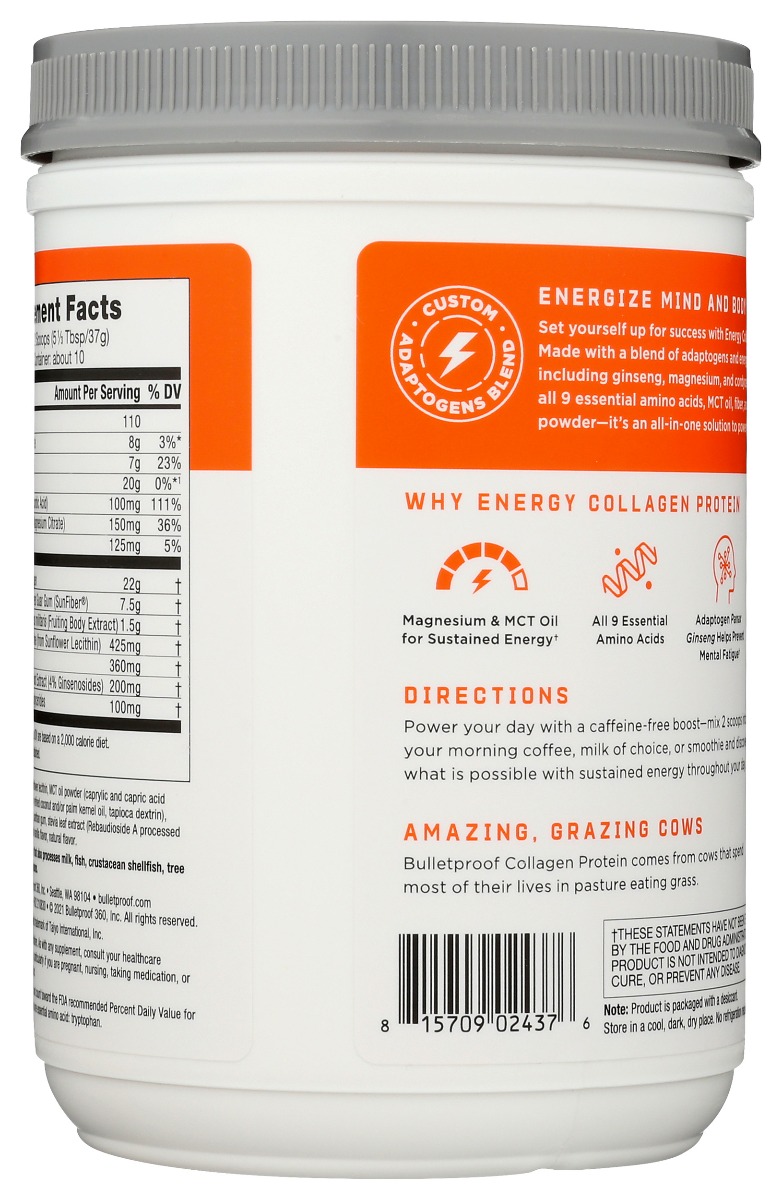 Facts
Scoops (5½ Tbsp/37g)
about 10
Amount Per Serving % DV
110
8g 3%*
7g 23%
20g 0%*†
100mg 111%
Citrate) 150mg 36%
125mg 5%
22g †
Guar Gum (SunFiber®) 7.5g †
Fruiting Body Extract) 1.5g †
from Sunflower Lecithin) 425mg †
360mg †
(4% Ginsenosides) 200mg †
100mg †
are based on a 2,000 calorie diet.
MCT oil powder (caprylic and capric acid
coconut and/or palm kernel oil, tapioca dextrin),
gum, stevia leaf extract (Rebaudioside A processed
flavor, natural flavor.
also processes milk, fish, crustacean shellfish, tree
Inc. • Seattle, WA 98104 • bulletproof.com
• © 2021 Bulletproof 360, Inc. All rights reserved.
of Taiyo International, Inc.
with any supplement, consult your healthcare
if you are pregnant, nursing, taking medication, or
toward the FDA recommended Percent Daily Value for
essential amino acid: tryptophan.
CUSTOM • ADAPTOGENS BLEND •
ENERGIZE MIND AND BODY
Set yourself up for success with Energy
Made with a blend of adaptogens and
including ginseng, magnesium, and
all 9 essential amino acids, MCT oil, fiber,
powder—it's an all-in-one solution to
WHY ENERGY COLLAGEN PROTEIN
Magnesium & MCT Oil
for Sustained Energy†
All 9 Essential
Amino Acids
Adaptogen Panax
Ginseng Helps Prevent
Mental Fatigue†
DIRECTIONS
Power your day with a caffeine-free boost—mix 2 scoops
your morning coffee, milk of choice, or smoothie and
what is possible with sustained energy throughout your
AMAZING, GRAZING COWS
Bulletproof Collagen Protein comes from cows that spend
most of their lives in pasture eating grass.
†THESE STATEMENTS HAVE NOT BEEN
BY THE FOOD AND DRUG
PRODUCT IS NOT INTENDED TO
CURE, OR PREVENT ANY DISEASE.
Note: Product is packaged with a desiccant.
Store in a cool, dark, dry place. No refrigeration
8 15709 02437 6